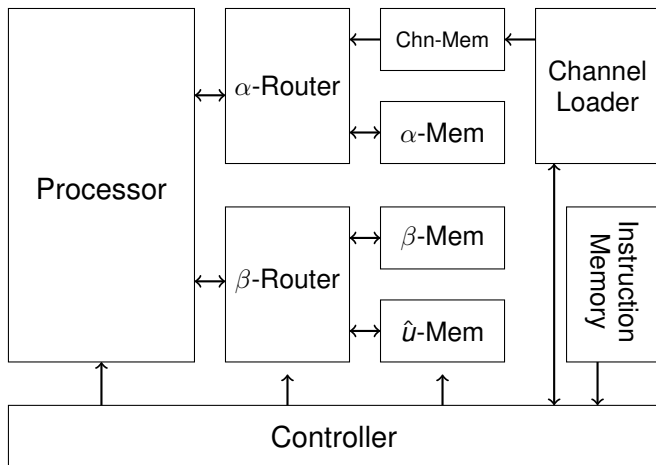 Chn-Mem
Channel
Loader
α-Router
α-Mem
Processor
β-Mem
Instruction
Memory
β-Router
û-Mem
Controller